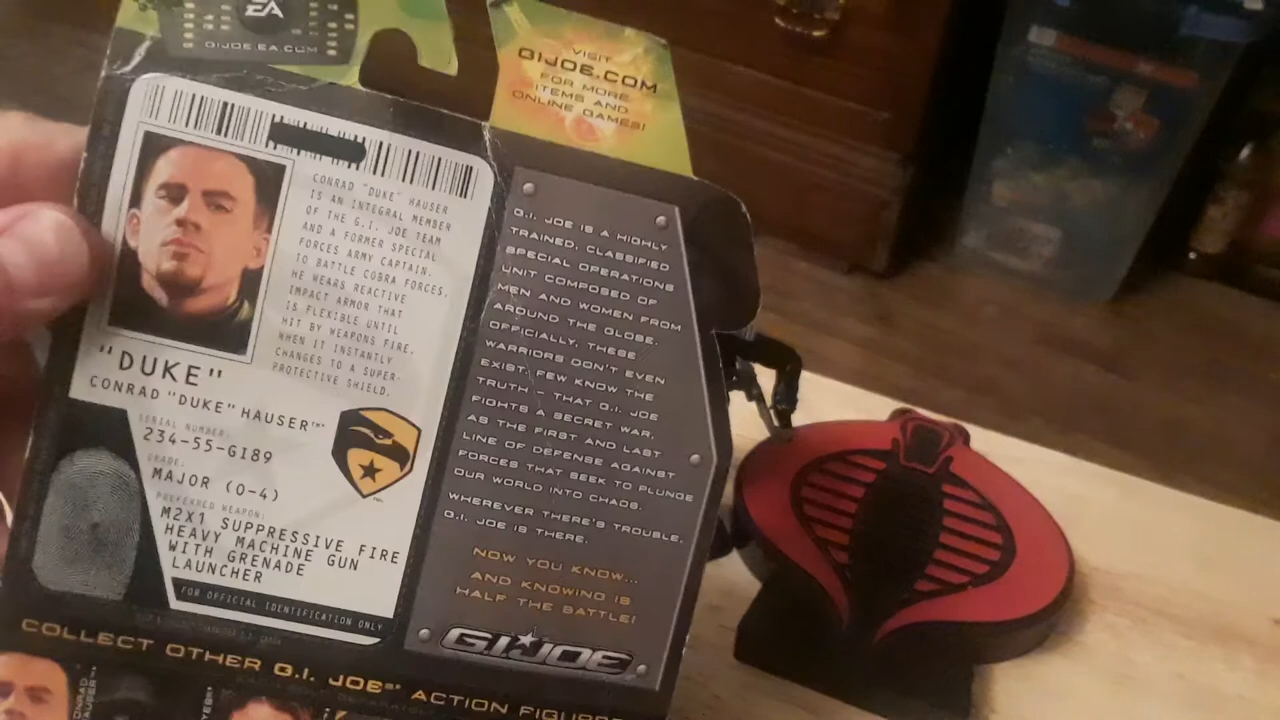 EA
GIJOE.EA.COM
VISIT
GIJOE.COM
FOR MORE
ITEMS AND
ONLINE GAMES!
CONRAD "DUKE" HAUSER
IS AN INTEGRAL MEMBER
OF THE G.I. JOE TEAM
AND A FORMER SPECIAL
FORCES ARMY CAPTAIN.
TO BATTLE COBRA FORCES,
HE WEARS REACTIVE
IMPACT ARMOR THAT
IS FLEXIBLE UNTIL
HIT BY WEAPONS FIRE,
WHEN IT INSTANTLY
CHANGES TO A SUPER-
PROTECTIVE SHIELD.
"DUKE"
CONRAD "DUKE" HAUSER™
SERIAL NUMBER:
234-55-GI89
GRADE:
MAJOR (O-4)
PREFERRED WEAPON:
M2X1 SUPPRESSIVE FIRE
HEAVY MACHINE GUN
WITH GRENADE
LAUNCHER
FOR OFFICIAL IDENTIFICATION ONLY
G.I. JOE IS A HIGHLY
TRAINED, CLASSIFIED
SPECIAL OPERATIONS
UNIT COMPOSED OF
MEN AND WOMEN FROM
AROUND THE GLOBE.
OFFICIALLY, THESE
WARRIORS DON'T EVEN
EXIST. FEW KNOW THE
TRUTH – THAT G.I. JOE
FIGHTS A SECRET WAR,
AS THE FIRST AND LAST
LINE OF DEFENSE AGAINST
FORCES THAT SEEK TO PLUNGE
OUR WORLD INTO CHAOS.
WHEREVER THERE'S TROUBLE,
G.I. JOE IS THERE.
NOW YOU KNOW...
AND KNOWING IS
HALF THE BATTLE!
G.I. JOE
COLLECT OTHER G.I. JOE® ACTION FIGURES